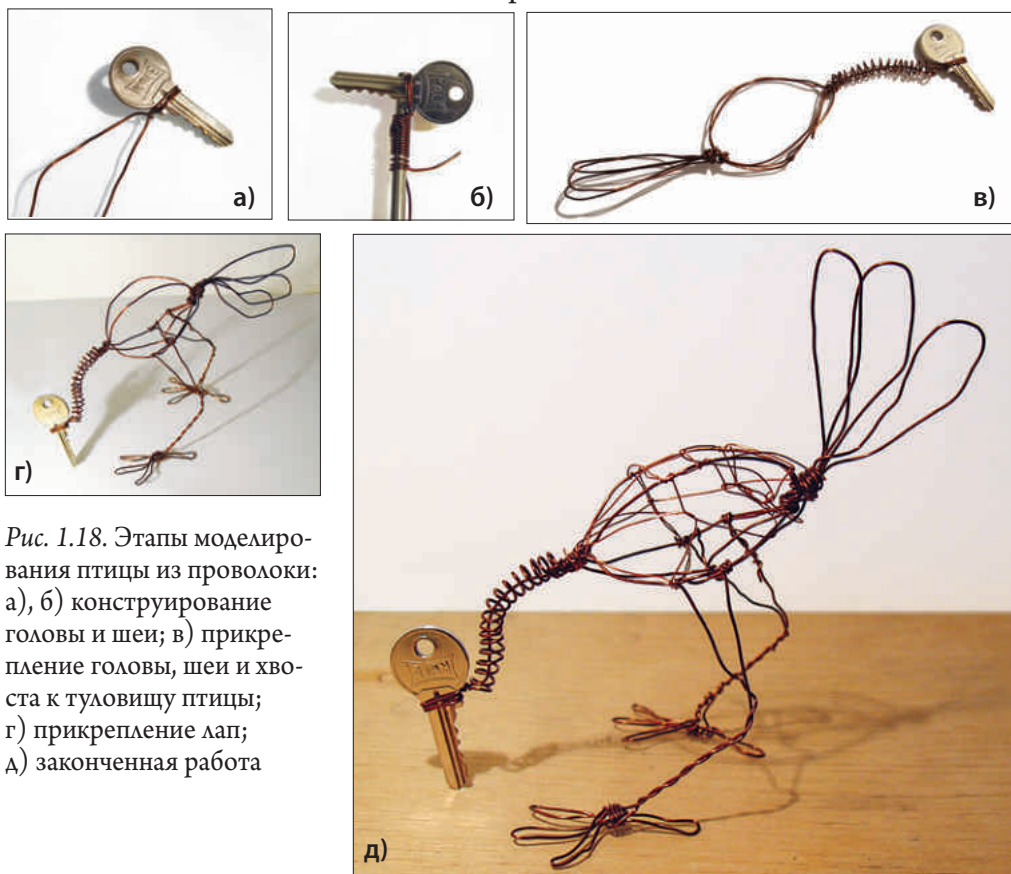 а)
б)
в)
г)
д)
Рис. 1.18. Этапы моделиро-
вания птицы из проволоки:
а), б) конструирование
головы и шеи; в) прикре-
пление головы, шеи и хво-
ста к туловищу птицы;
г) прикрепление лап;
д) законченная работа